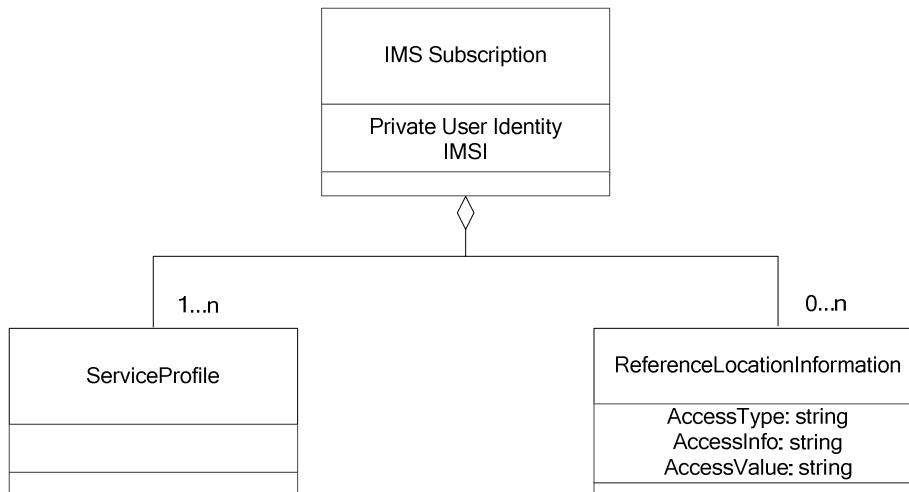 IMS Subscription
Private User Identity
IMSI
1...n
0...n
ServiceProfile
ReferenceLocationInformation
AccessType: string
AccessInfo: string
AccessValue: string